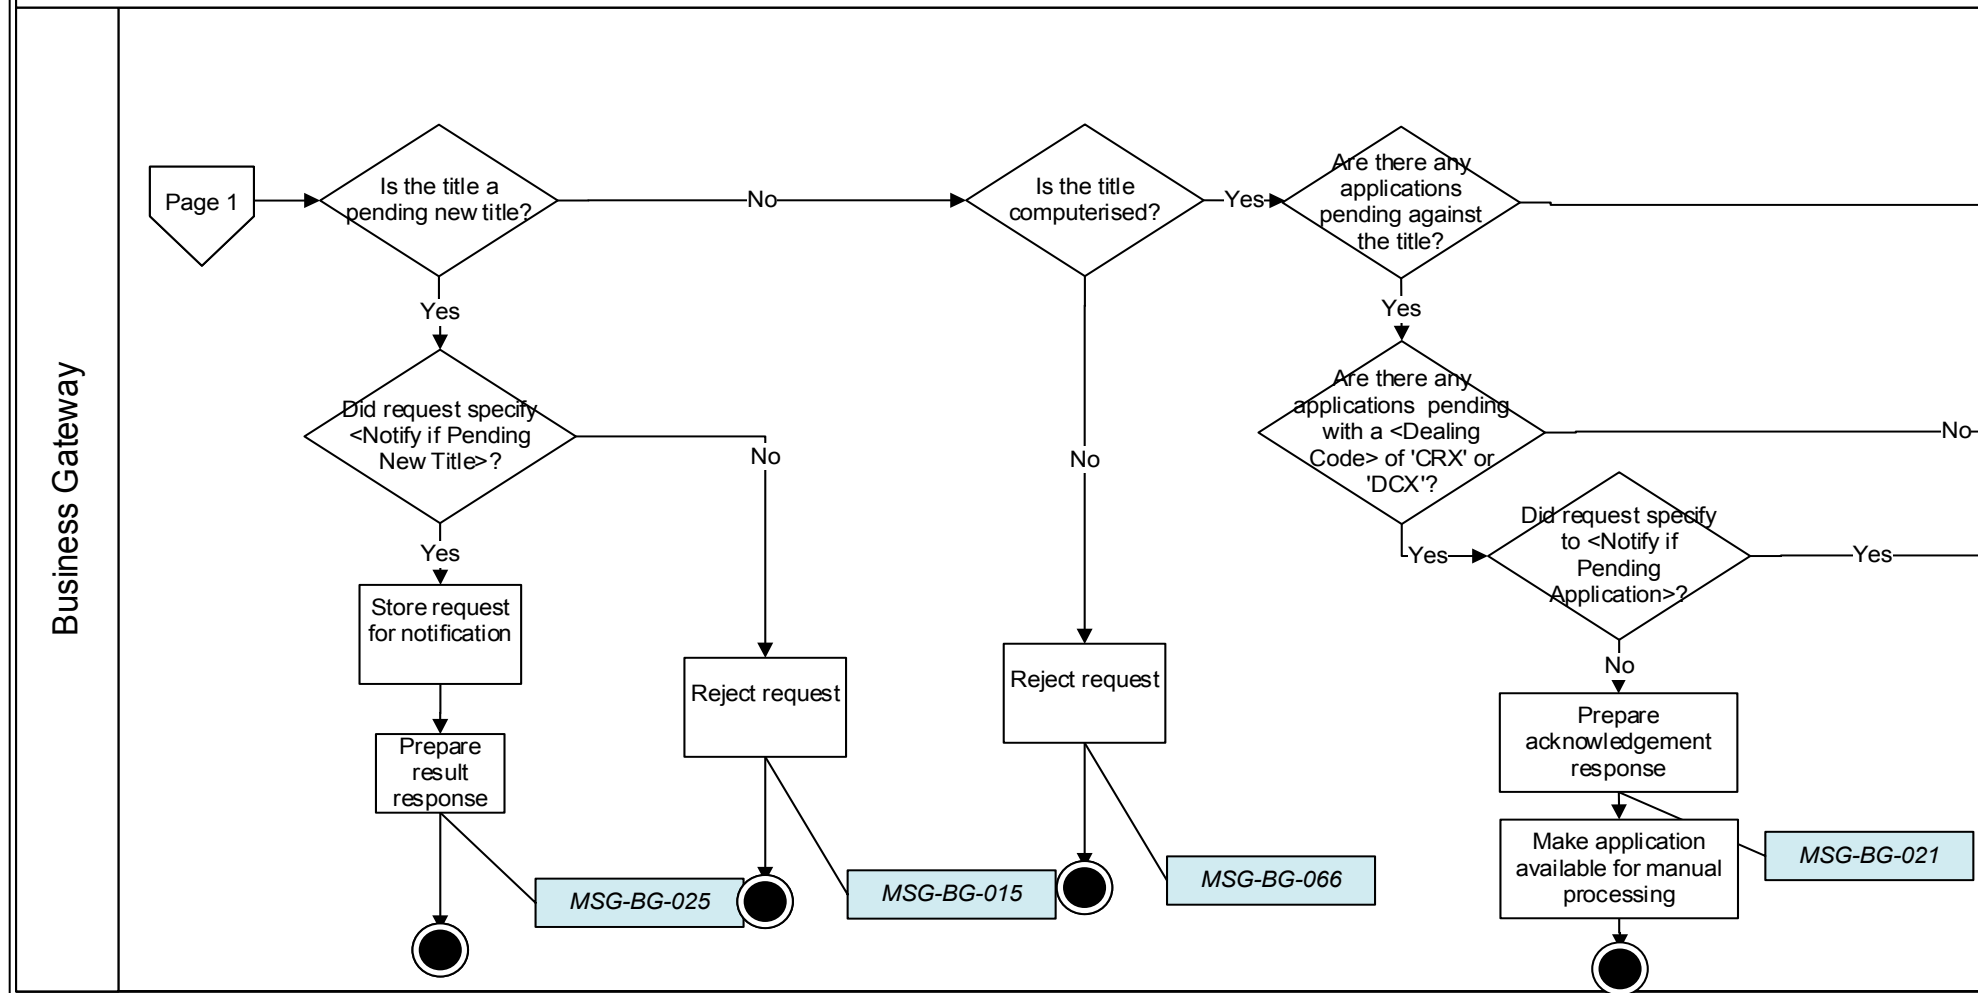 Business Gateway
Page 1
Is the title a
pending new title?
No
Is the title
computerised?
Yes
Are there any
applications
pending against
the title?
Yes
Did request specify
<Notify if Pending
New Title>?
No
No
Yes
Are there any
applications pending
with a <Dealing
Code> of 'CRX' or
'DCX'?
No
Yes
Did request specify
to <Notify if
Pending
Application>?
Yes
Yes
Store request
for notification
Reject request
Reject request
No
Prepare
acknowledgement
response
Prepare
result
response
Make application
available for manual
processing
MSG-BG-025
MSG-BG-015
MSG-BG-066
MSG-BG-021